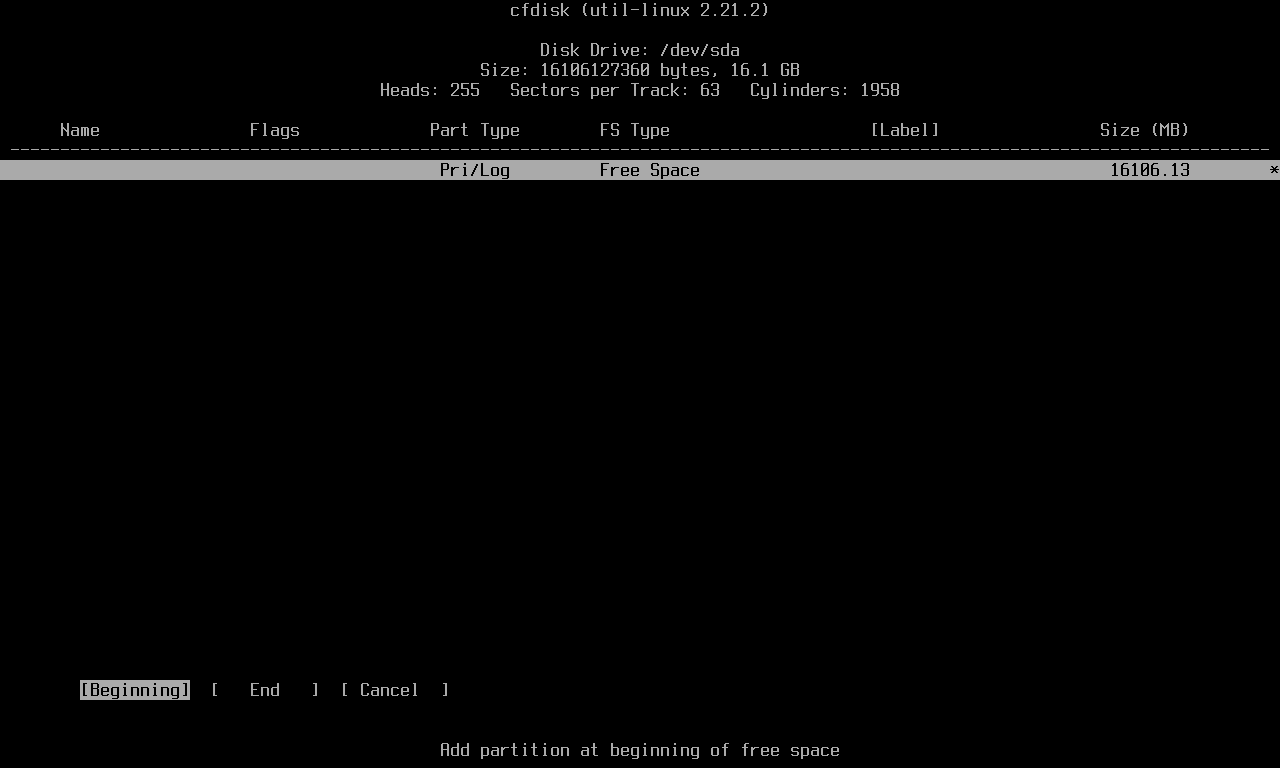 cfdisk (util-linux 2.21.2)
Disk Drive: /dev/sda
Size: 16106127360 bytes, 16.1 GB
Heads: 255   Sectors per Track: 63   Cylinders: 1958
Name   Flags   Part Type   FS Type   [Label]   Size (MB)
Pri/Log   Free Space   16106.13   *
[Beginning]  [   End   ]  [ Cancel  ]
Add partition at beginning of free space